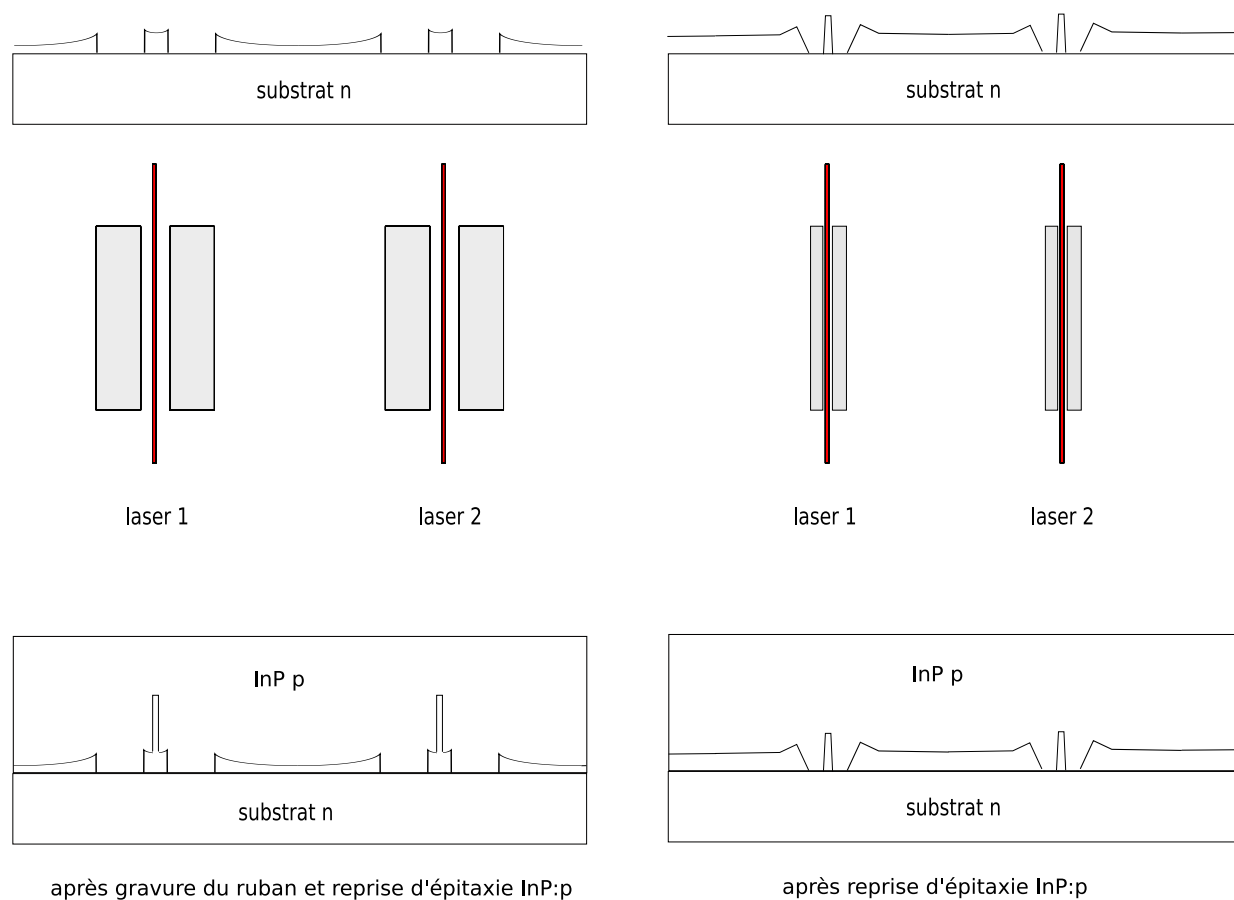 substrat n
substrat n
laser 1
laser 2
laser 1
laser 2
InP p
InP p
substrat n
substrat n
après gravure du ruban et reprise d'épitaxie InP:p
après reprise d'épitaxie InP:p